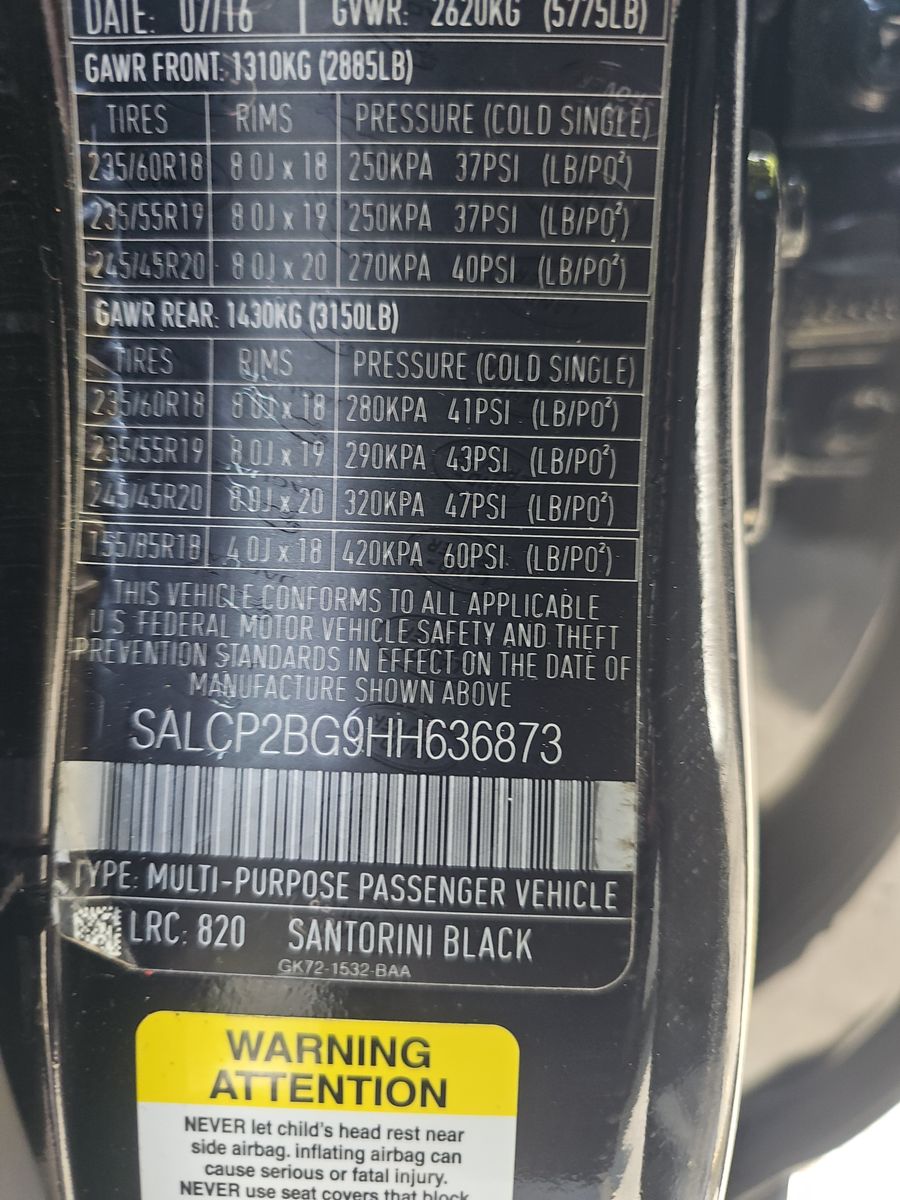 DATE: 07/16 GVWR: 2620KG (5775LB)
GAWR FRONT: 1310KG (2885LB)
TIRES RIMS PRESSURE (COLD SINGLE)
235/60R18 8.0J x 18 250KPA 37PSI (LB/PO²)
235/55R19 8.0J x 19 250KPA 37PSI (LB/PO²)
245/45R20 8.0J x 20 270KPA 40PSI (LB/PO²)
GAWR REAR: 1430KG (3150LB)
TIRES RIMS PRESSURE (COLD SINGLE)
235/60R18 8.0J x 18 280KPA 41PSI (LB/PO²)
235/55R19 8.0J x 19 290KPA 43PSI (LB/PO²)
245/45R20 8.0J x 20 320KPA 47PSI (LB/PO²)
T55/85R18 4.0J x 18 420KPA 60PSI (LB/PO²)
THIS VEHICLE CONFORMS TO ALL APPLICABLE
U.S. FEDERAL MOTOR VEHICLE SAFETY AND THEFT
PREVENTION STANDARDS IN EFFECT ON THE DATE OF
MANUFACTURE SHOWN ABOVE
SALCP2BG9HH636873
TYPE: MULTI-PURPOSE PASSENGER VEHICLE
LRC: 820 SANTORINI BLACK
GK72-1532-BAA
WARNING
ATTENTION
NEVER let child's head rest near
side airbag. inflating airbag can
cause serious or fatal injury.
NEVER use seat covers that block